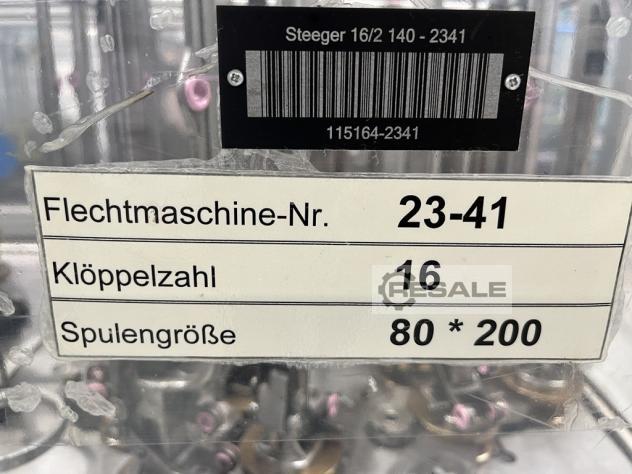 Steeger 16/2 140 - 2341
115164-2341
Flechtmaschine-Nr. 23-41
Klöppelzahl 16
RESALE
Spulengröße 80 * 200